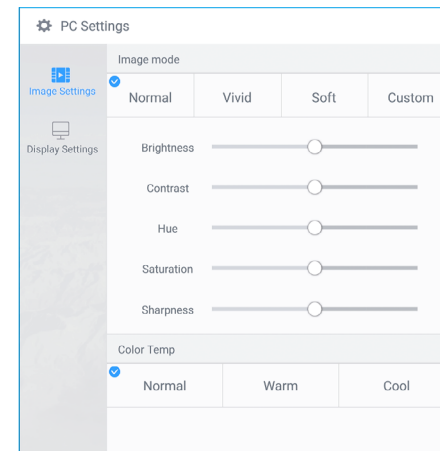 PC Settings
Image mode
Image Settings
Normal Vivid Soft Custom
Display Settings
Brightness
Contrast
Hue
Saturation
Sharpness
Color Temp
Normal Warm Cool